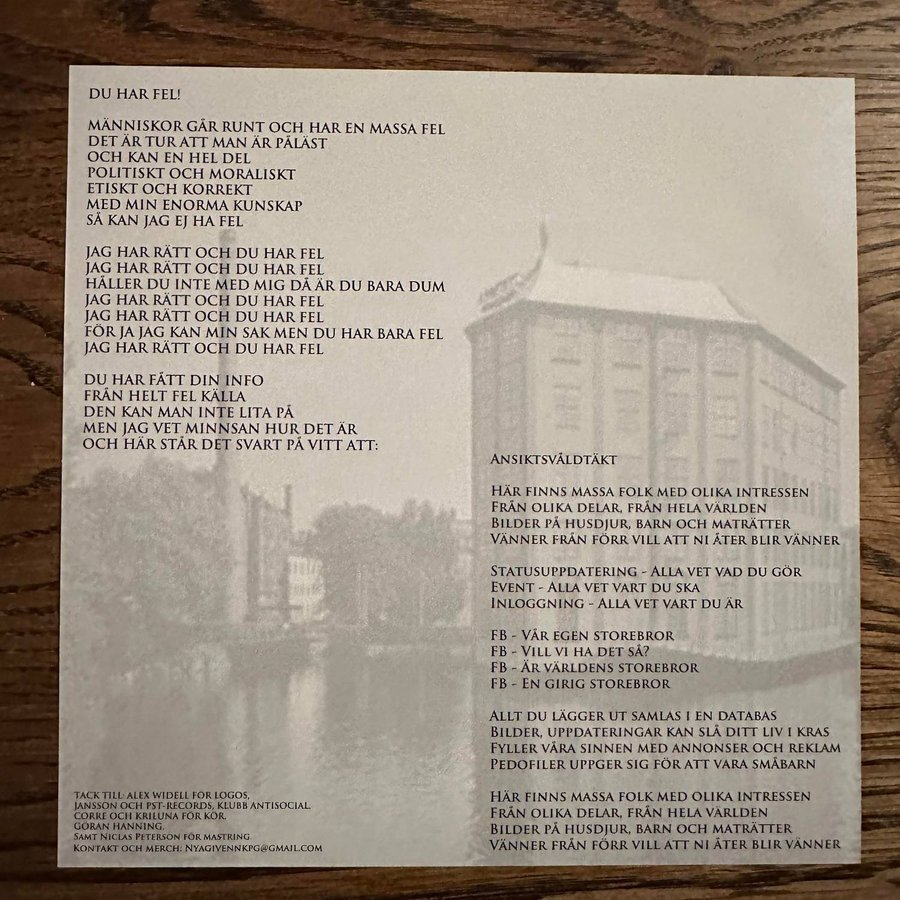 DU HAR FEL!
MÄNNISKOR GÅR RUNT OCH HAR EN MASSA FEL
DET ÄR TUR ATT MAN ÄR PÅLÄST
OCH KAN EN HEL DEL
POLITISKT OCH MORALISKT
ETISKT OCH KORREKT
MED MIN ENORMA KUNSKAP
SÅ KAN JAG EJ HA FEL
JAG HAR RÄTT OCH DU HAR FEL
JAG HAR RÄTT OCH DU HAR FEL
HÅLLER DU INTE MED MIG DÅ ÄR DU BARA DUM
JAG HAR RÄTT OCH DU HAR FEL
JAG HAR RÄTT OCH DU HAR FEL
FÖR JA JAG KAN MIN SAK MEN DU HAR BARA FEL
JAG HAR RÄTT OCH DU HAR FEL
DU HAR FÅTT DIN INFO
FRÅN HELT FEL KÄLLA
DEN KAN MAN INTE LITA PÅ
MEN JAG VET MINNSAN HUR DET ÄR
OCH HÄR STÅR DET SVART PÅ VITT ATT:
ANSIKTSVÅLDTÄKT
HÄR FINNS MASSA FOLK MED OLIKA INTRESSEN
FRÅN OLIKA DELAR, FRÅN HELA VÄRLDEN
BILDER PÅ HUSDJUR, BARN OCH MATRÄTTER
VÄNNER FRÅN FÖRR VILL ATT NI ÅTER BLIR VÄNNER
STATUSUPPDATERING - ALLA VET VAD DU GÖR
EVENT - ALLA VET VART DU SKA
INLOGGNING - ALLA VET VART DU ÄR
FB - VÅR EGEN STOREBROR
FB - VILL VI HA DET SÅ?
FB - ÄR VÄRLDENS STOREBROR
FB - EN GIRIG STOREBROR
ALLT DU LÄGGER UT SAMLAS I EN DATABAS
BILDER, UPPDATERINGAR KAN SLÅ DITT LIV I KRAS
FYLLER VÅRA SINNEN MED ANNONSER OCH REKLAM
PEDOFILER UPPGER SIG FÖR ATT VARA SMÅBARN
HÄR FINNS MASSA FOLK MED OLIKA INTRESSEN
FRÅN OLIKA DELAR, FRÅN HELA VÄRLDEN
BILDER PÅ HUSDJUR, BARN OCH MATRÄTTER
VÄNNER FRÅN FÖRR VILL ATT NI ÅTER BLIR VÄNNER
TACK TILL: ALEX WIDELL FÖR LOGOS,
JANSSON OCH PST-RECORDS, KLUBB ANTISOCIAL.
CORRE OCH KRILUNA FÖR KÖR.
GÖRAN HANNING.
SAMT NICLAS PETERSON FÖR MASTRING.
KONTAKT OCH MERCH: NYAGIVENNKPG@GMAIL.COM